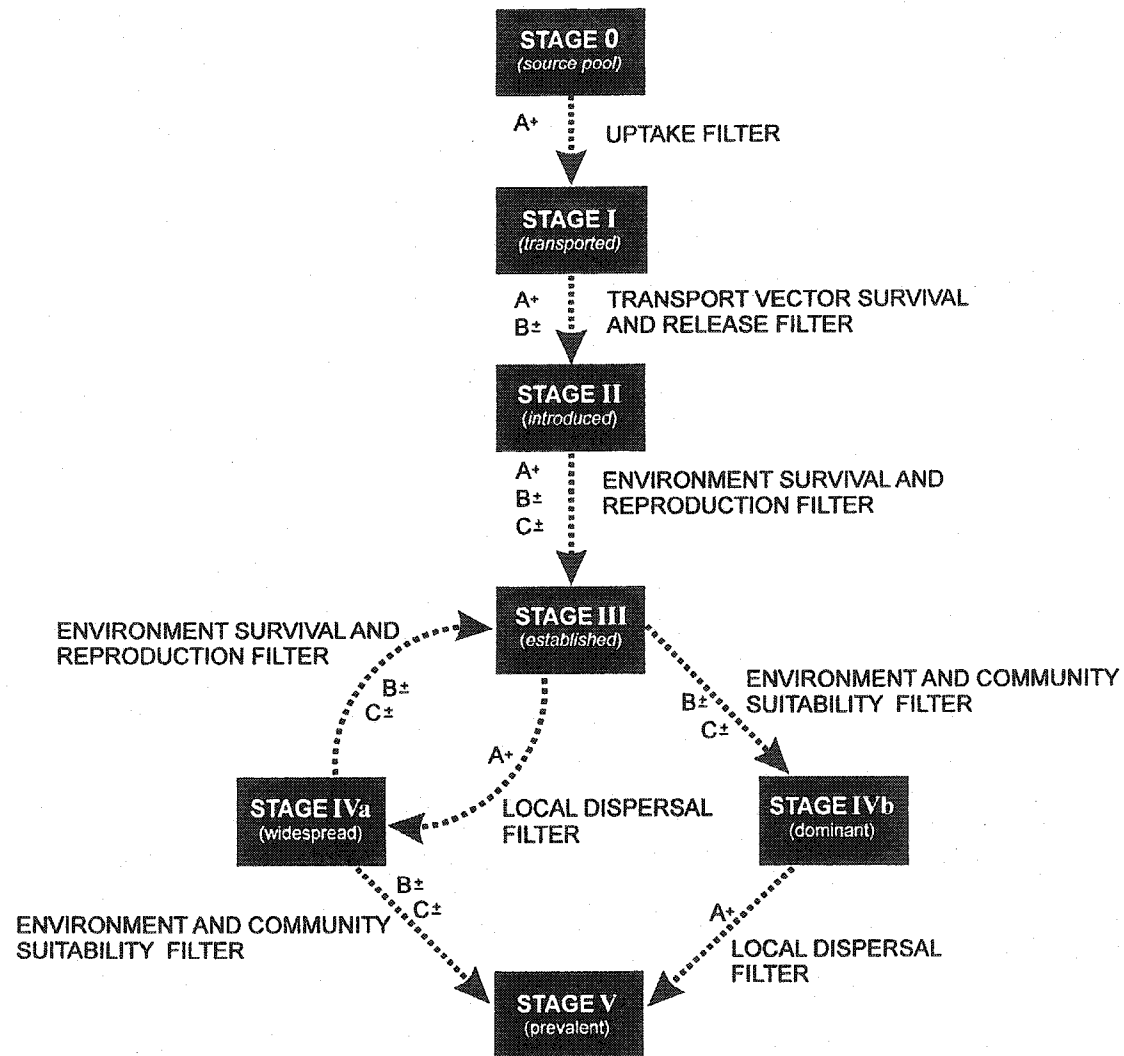 STAGE 0
(source pool)
A+
UPTAKE FILTER
STAGE I
(transported)
A+
B±
TRANSPORT VECTOR SURVIVAL
AND RELEASE FILTER
STAGE II
(introduced)
A+
B±
C±
ENVIRONMENT SURVIVAL AND
REPRODUCTION FILTER
STAGE III
(established)
ENVIRONMENT SURVIVAL AND
REPRODUCTION FILTER
B±
C±
A+
LOCAL DISPERSAL
FILTER
ENVIRONMENT AND COMMUNITY
SUITABILITY FILTER
B±
C±
STAGE IVa
(widespread)
STAGE IVb
(dominant)
B±
C±
ENVIRONMENT AND COMMUNITY
SUITABILITY FILTER
A+
LOCAL DISPERSAL
FILTER
STAGE V
(prevalent)